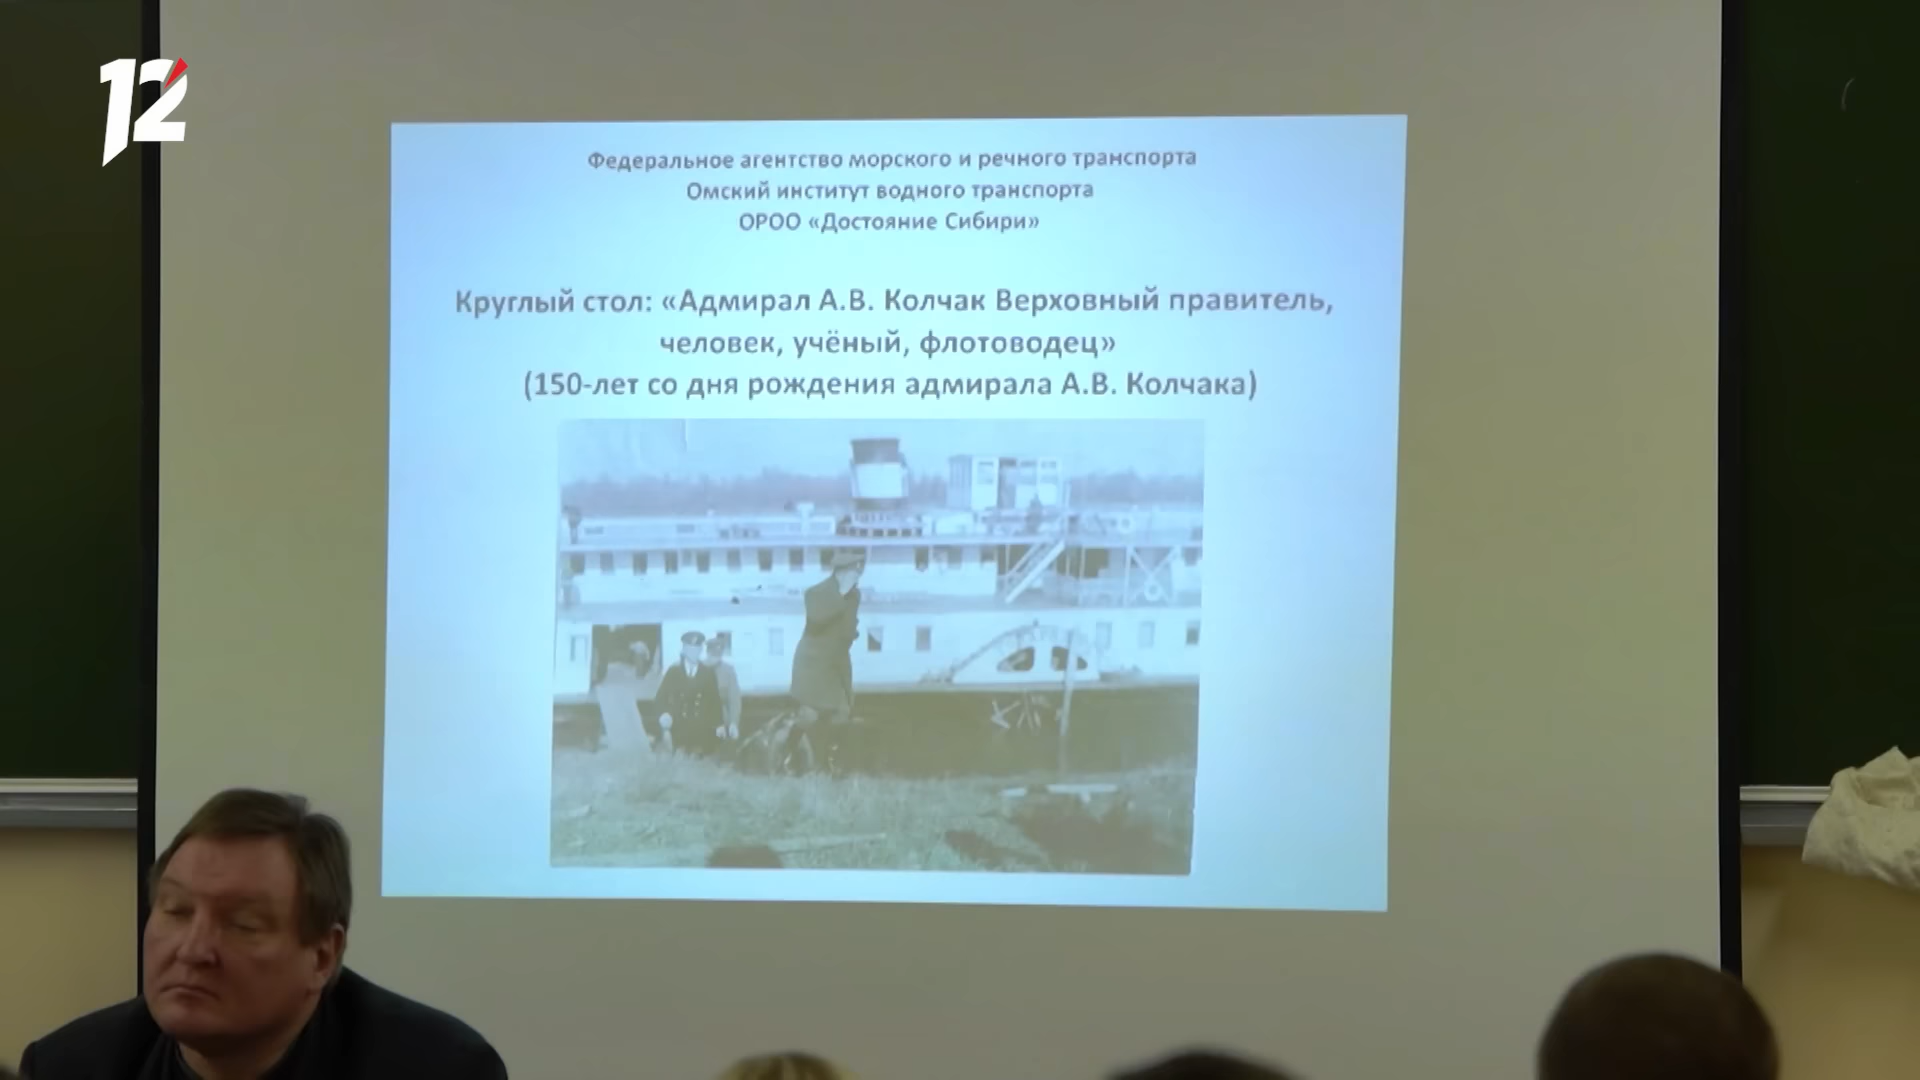 12
Федеральное агентство морского и речного транспорта
Омский институт водного транспорта
ОРОО «Достояние Сибири»
Круглый стол: «Адмирал А.В. Колчак Верховный правитель,
человек, учёный, флотоводец»
(150-лет со дня рождения адмирала А.В. Колчака)